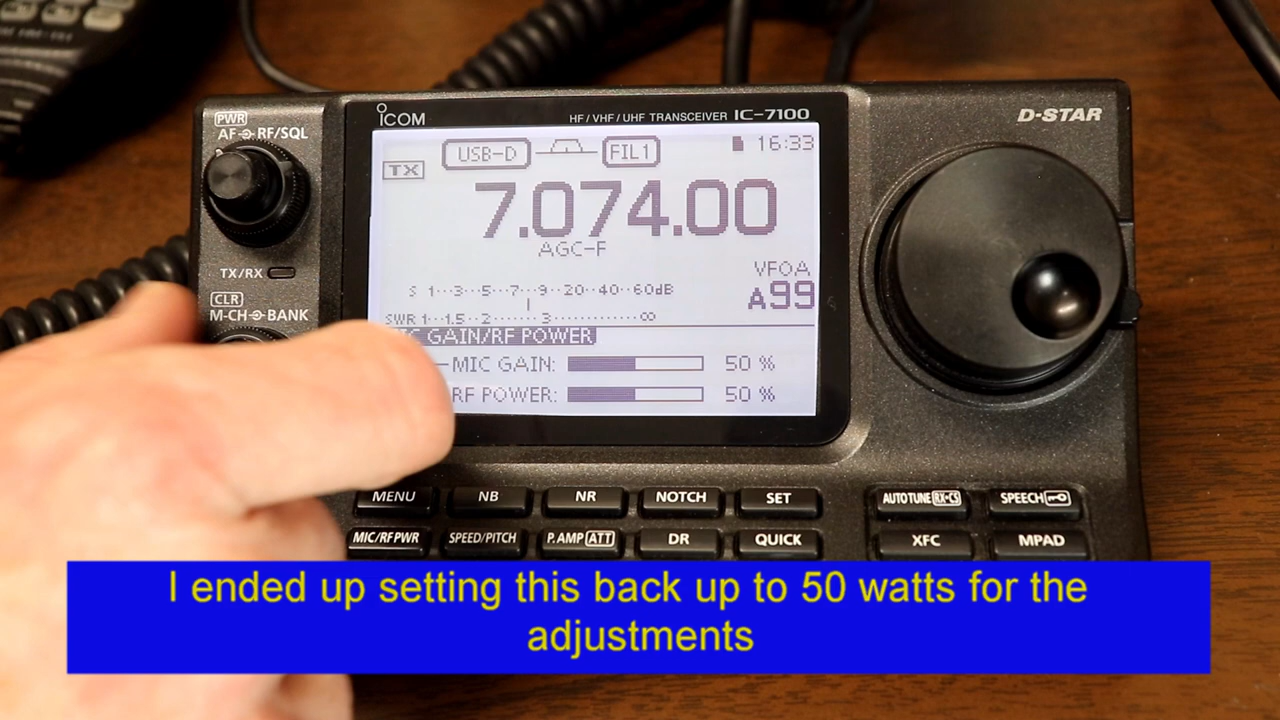 PWR
AF RF/SQL
ICOM
HF/VHF/UHF TRANSCEIVER IC-7100
D-STAR
USB-D FIL1 16:33
TX
7.074.00
AGC-F
VFOA
A99
S 1···3···5···7···9··20··40··60dB
SWR 1··1.5··2·······3············∞
GAIN/RF POWER
MIC GAIN: 50 %
RF POWER: 50 %
TX/RX
CLR
M-CH BANK
MENU NB NR NOTCH SET AUTOTUNE RX-CS SPEECH
MIC/RFPWR SPEED/PITCH P.AMP ATT DR QUICK XFC MPAD
I ended up setting this back up to 50 watts for the
adjustments